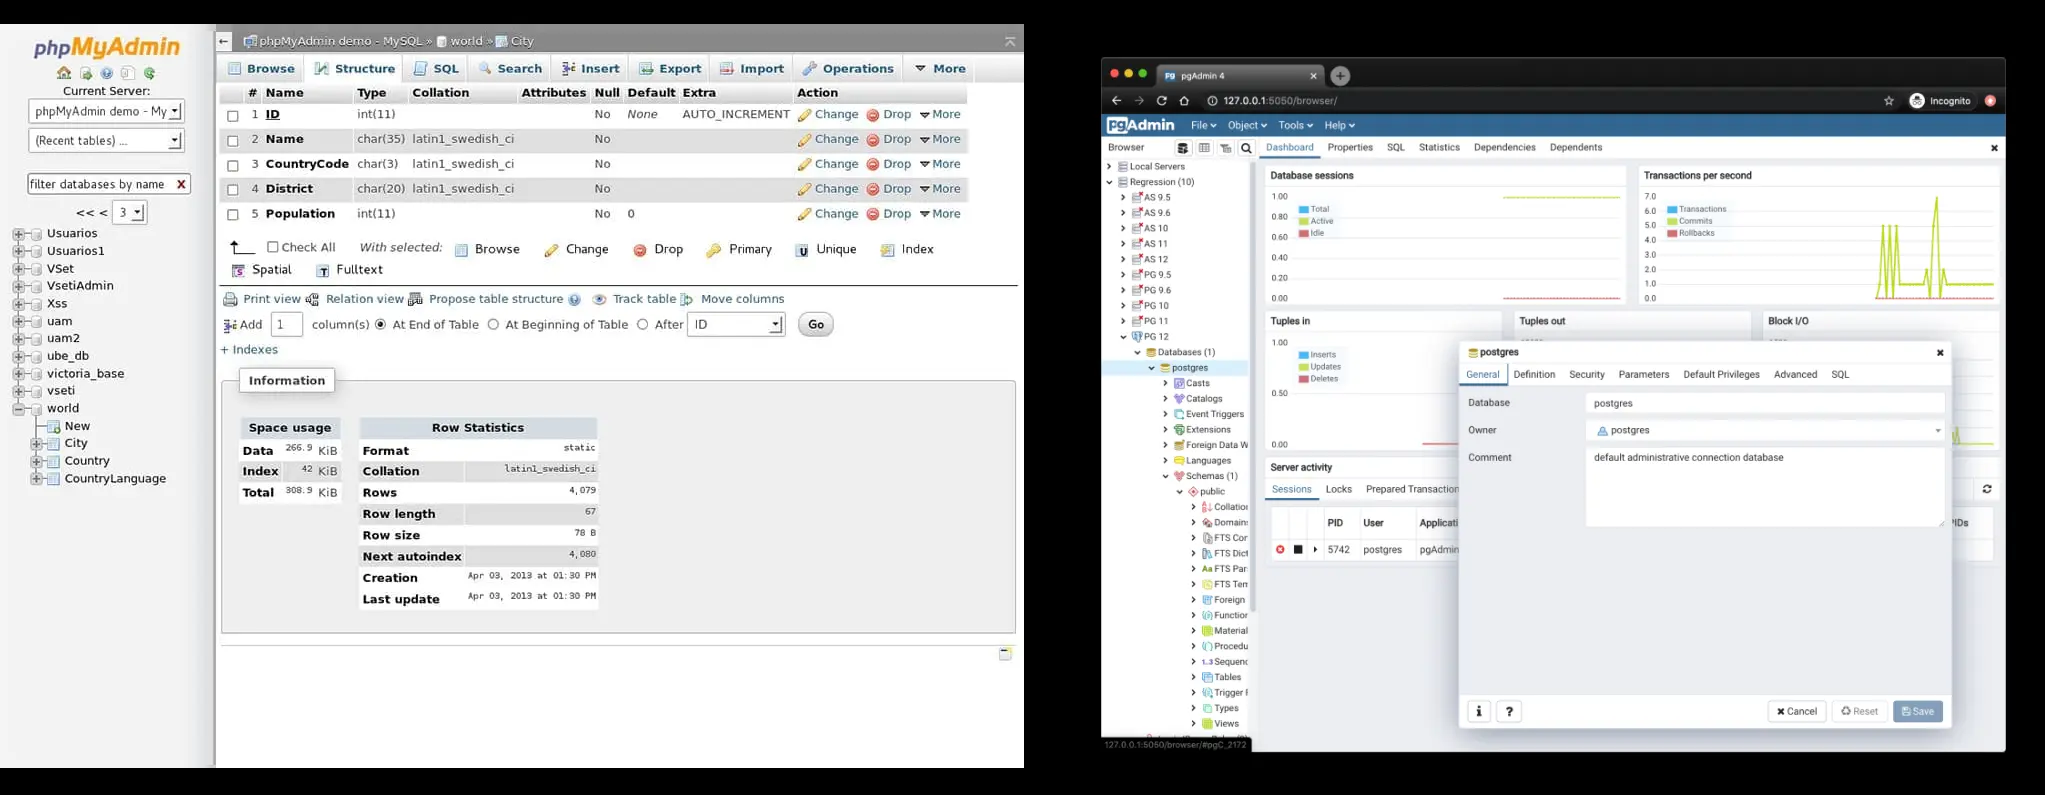 phpMyAdmin
Current Server:
phpMyAdmin demo - My
(Recent tables) ...
filter databases by name X
<< < 3
Usuarios
Usuarios1
VSet
VsetiAdmin
Xss
uam
uam2
ube_db
victoria_base
vseti
world
New
City
Country
CountryLanguage
phpMyAdmin demo - MySQL » world » City
Browse Structure SQL Search Insert Export Import Operations More
# Name Type Collation Attributes Null Default Extra Action
1 ID int(11) No None AUTO_INCREMENT Change Drop More
2 Name char(35) latin1_swedish_ci No Change Drop More
3 CountryCode char(3) latin1_swedish_ci No Change Drop More
4 District char(20) latin1_swedish_ci No Change Drop More
5 Population int(11) No 0 Change Drop More
Check All With selected: Browse Change Drop Primary Unique Index
Spatial Fulltext
Print view Relation view Propose table structure Track table Move columns
Add 1 column(s) At End of Table At Beginning of Table After ID Go
+ Indexes
Information
Space usage
Data 266.9 KiB
Index 42 KiB
Total 308.9 KiB
Row Statistics
Format static
Collation latin1_swedish_ci
Rows 4,079
Row length 67
Row size 78 B
Next autoindex 4,080
Creation Apr 03, 2013 at 01:30 PM
Last update Apr 03, 2013 at 01:30 PM
pgAdmin 4
127.0.0.1:5050/browser/ Incognito
pgAdmin File Object Tools Help
Browser
Dashboard Properties SQL Statistics Dependencies Dependents
Local Servers
Regression (10)
AS 9.5
AS 9.6
AS 10
AS 11
AS 12
PG 9.5
PG 9.6
PG 10
PG 11
PG 12
Databases (1)
postgres
Casts
Catalogs
Event Triggers
Extensions
Foreign Data W
Languages
Schemas (1)
public
Collation
Domain
FTS Con
FTS Dict
FTS Par
FTS Tem
Foreign
Function
Material
Procedu
1..3 Sequenc
Tables
Trigger F
Types
Views
127.0.0.1:5050/browser/#pgC_2172
Database sessions
1.00
0.80
0.60
0.40
0.20
0.00
Total
Active
Idle
Transactions per second
7.0
6.0
5.0
4.0
3.0
2.0
1.0
0.0
Transactions
Commits
Rollbacks
Tuples in
1.00
0.50
0.00
Inserts
Updates
Deletes
Tuples out
Block I/O
Server activity
Sessions Locks Prepared Transaction
PID User Applicati PIDs
5742 postgres pgAdmin
postgres
General Definition Security Parameters Default Privileges Advanced SQL
Database postgres
Owner postgres
Comment default administrative connection database
i ? Cancel Reset Save